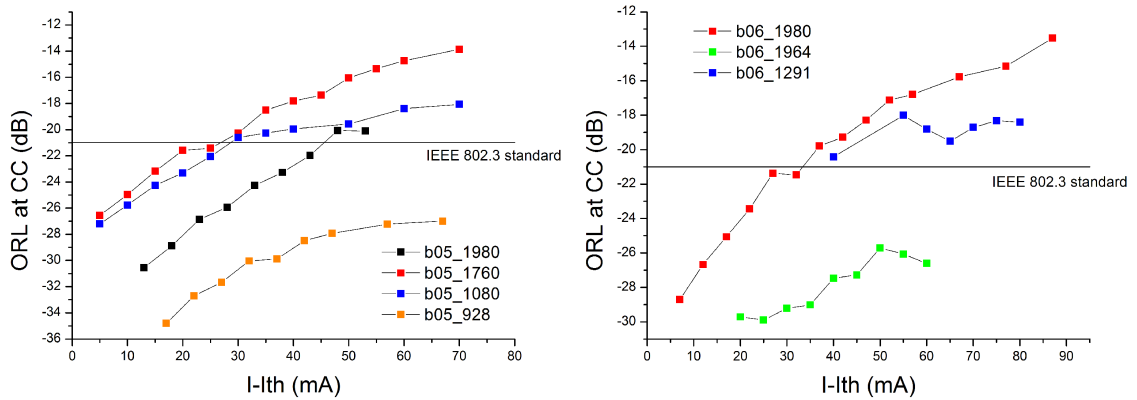 -12
-14
-16
-18
-20
-22
-24
-26
-28
-30
-32
-34
-36
ORL at CC (dB)
IEEE 802.3 standard
b05_1980
b05_1760
b05_1080
b05_928
0 10 20 30 40 50 60 70 80
I-Ith (mA)
-12
-14
-16
-18
-20
-22
-24
-26
-28
-30
ORL at CC (dB)
b06_1980
b06_1964
b06_1291
IEEE 802.3 standard
0 10 20 30 40 50 60 70 80 90
I-Ith (mA)